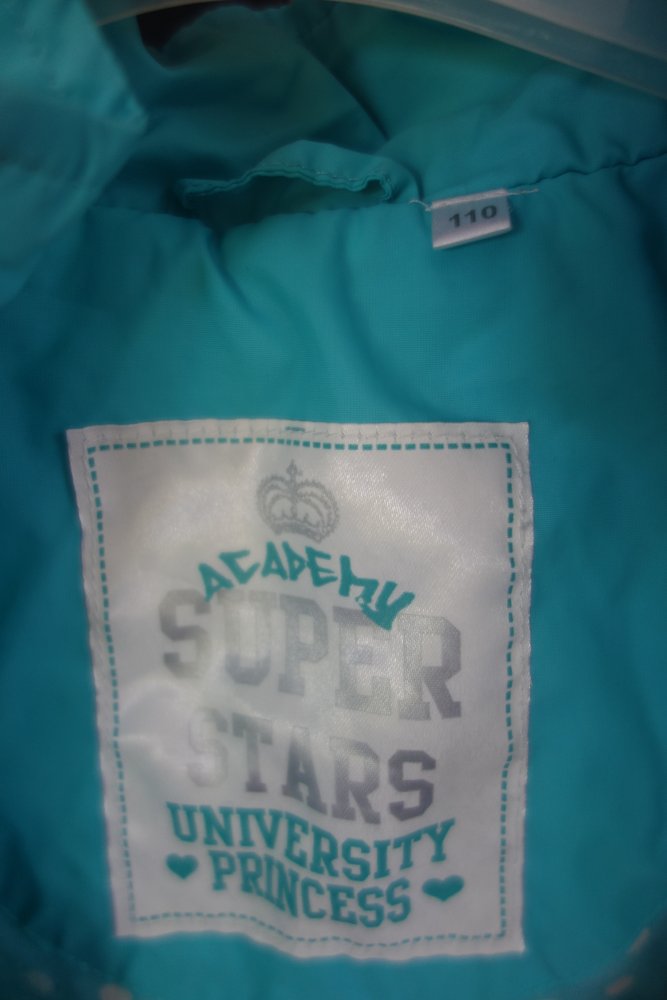 110
ACADEMY
SUPER
STARS
UNIVERSITY
PRINCESS